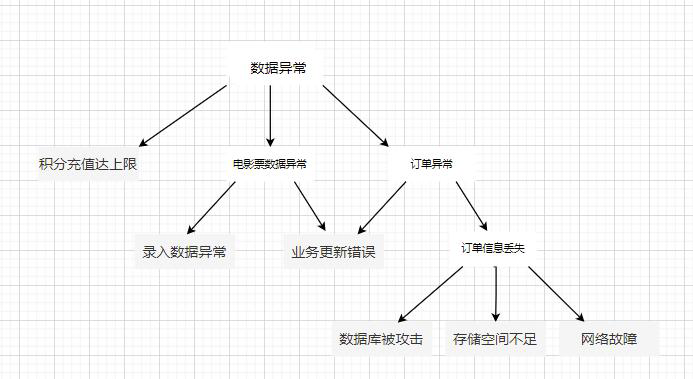 数据异常
积分充值达上限
电影票数据异常
订单异常
录入数据异常
业务更新错误
订单信息丢失
数据库被攻击
存储空间不足
网络故障